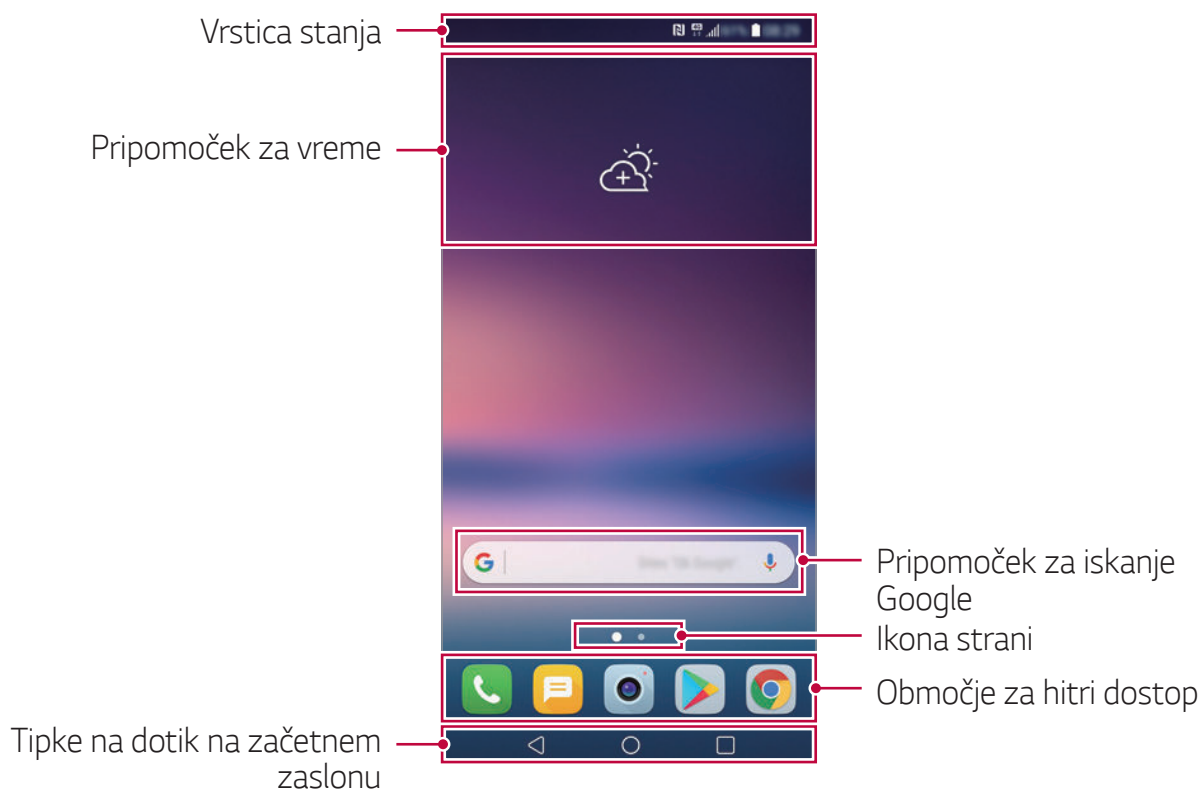 Vrstica stanja
Pripomoček za vreme
Pripomoček za iskanje
Google
Ikona strani
Območje za hitri dostop
Tipke na dotik na začetnem
zaslonu